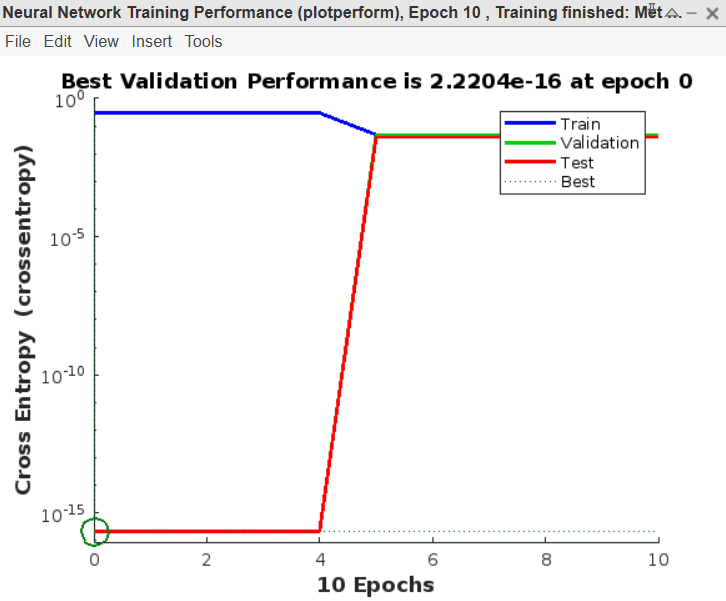 Neural Network Training Performance (plotperform), Epoch 10 , Training finished: Met ...
File Edit View Insert Tools
Best Validation Performance is 2.2204e-16 at epoch 0
10^0
10^-5
10^-10
10^-15
Cross Entropy (crossentropy)
Train
Validation
Test
Best
0 2 4 6 8 10
10 Epochs